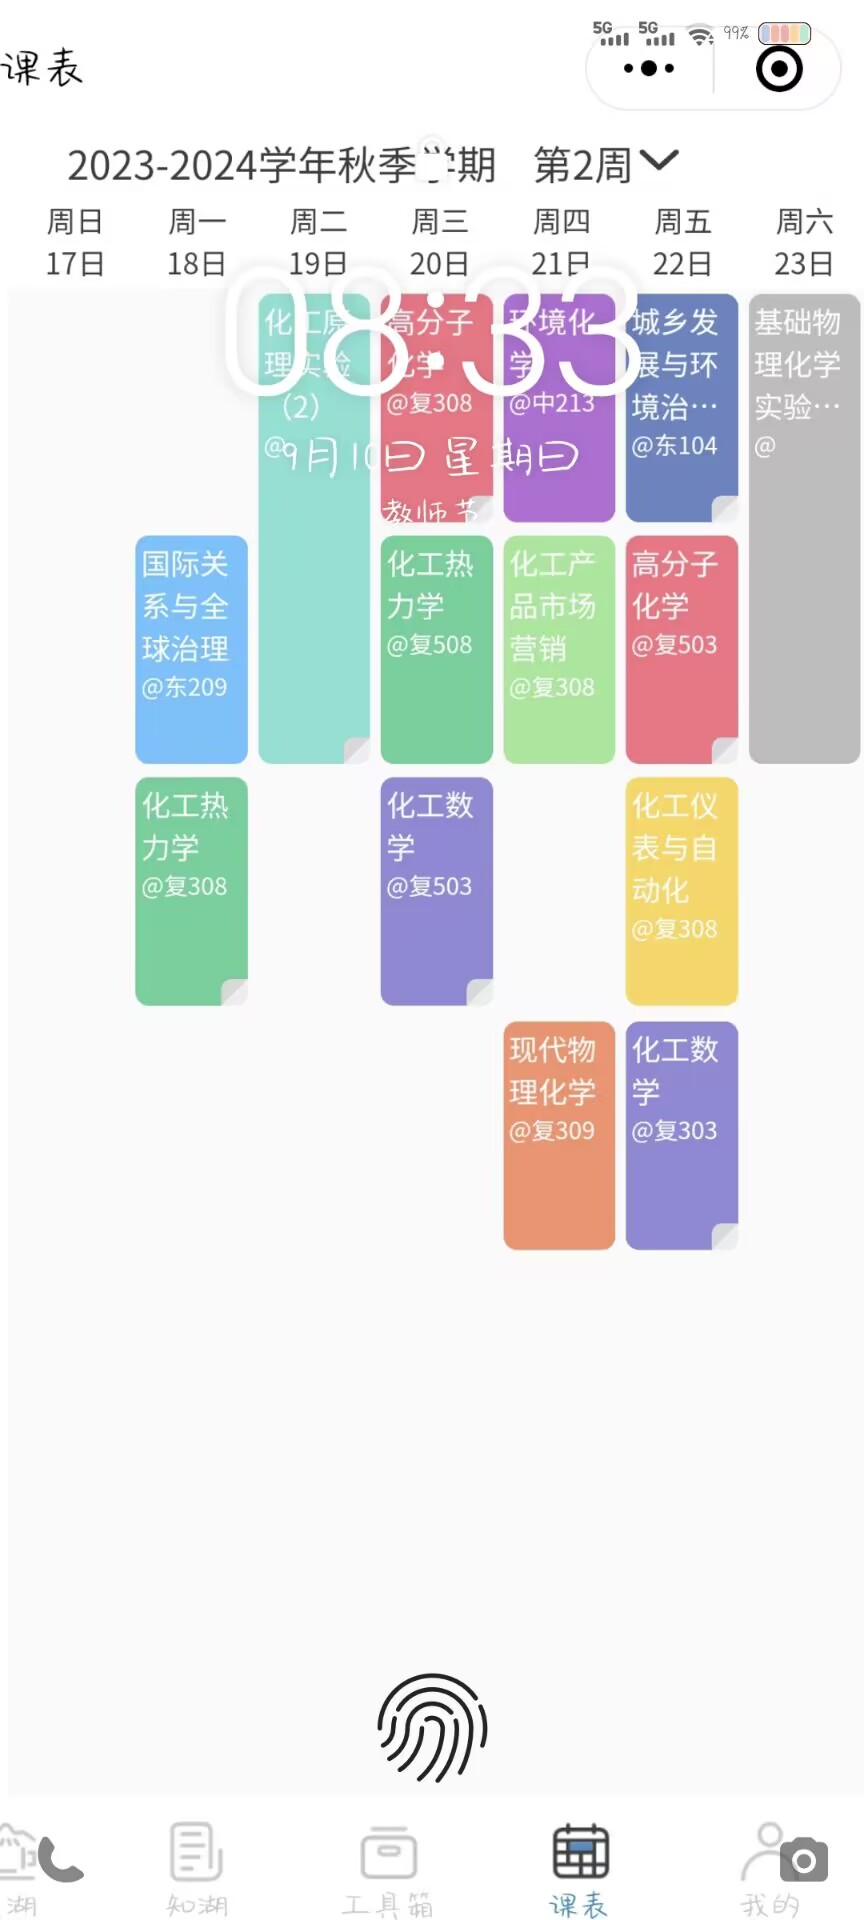 5G 5G 99%
课表
2023-2024学年秋季学期 第2周
周日 周一 周二 周三 周四 周五 周六
17日 18日 19日 20日 21日 22日 23日
08:33
9月10日 星期日
教师节
化工原
理实验
（2）
@
高分子
化学
@复308
环境化
学
@中213
城乡发
展与环
境治…
@东104
基础物
理化学
实验…
@
国际关
系与全
球治理
@东209
化工热
力学
@复508
化工产
品市场
营销
@复308
高分子
化学
@复503
化工热
力学
@复308
化工数
学
@复503
化工仪
表与自
动化
@复308
现代物
理化学
@复309
化工数
学
@复303
湖 知湖 工具箱 课表 我的